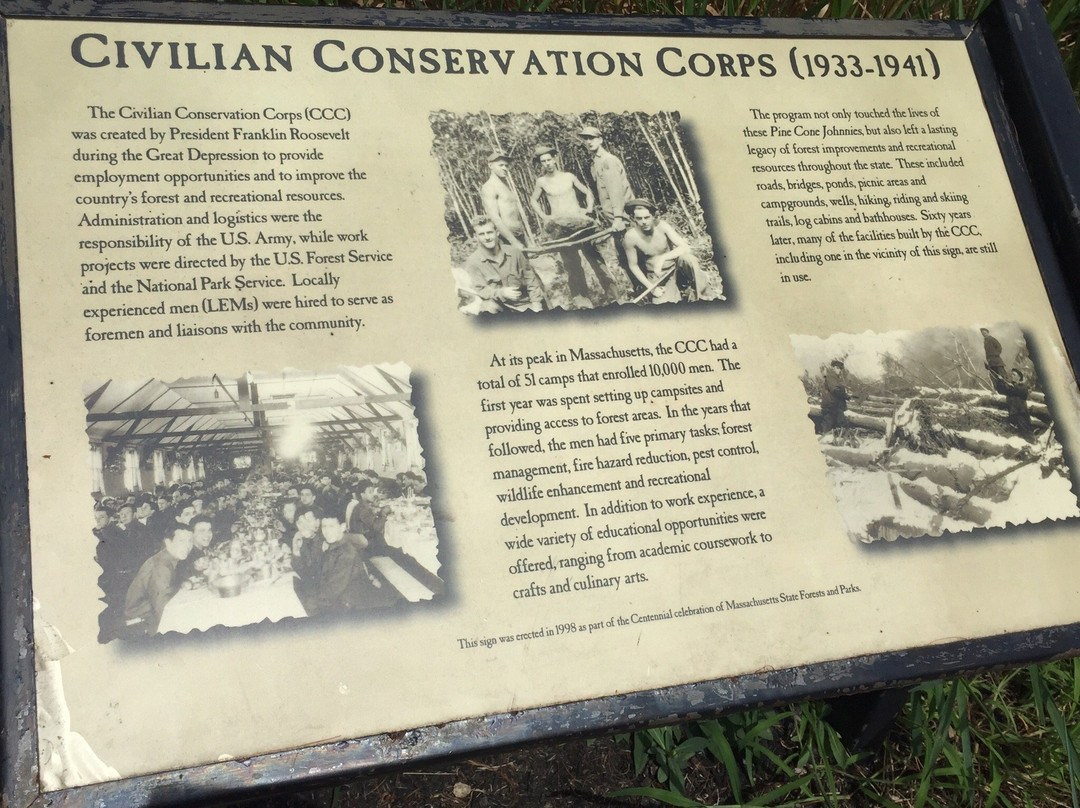 CIVILIAN CONSERVATION CORPS (1933-1941)
The Civilian Conservation Corps (CCC)
was created by President Franklin Roosevelt
during the Great Depression to provide
employment opportunities and to improve the
country's forest and recreational resources.
Administration and logistics were the
responsibility of the U.S. Army, while work
projects were directed by the U.S. Forest Service
and the National Park Service. Locally
experienced men (LEMs) were hired to serve as
foremen and liaisons with the community.
At its peak in Massachusetts, the CCC had a
total of 51 camps that enrolled 10,000 men. The
first year was spent setting up campsites and
providing access to forest areas. In the years that
followed, the men had five primary tasks: forest
management, fire hazard reduction, pest control,
wildlife enhancement and recreational
development. In addition to work experience, a
wide variety of educational opportunities were
offered, ranging from academic coursework to
crafts and culinary arts.
The program not only touched the lives of
these Pine Cone Johnnies, but also left a lasting
legacy of forest improvements and recreational
resources throughout the state. These included
roads, bridges, ponds, picnic areas and
campgrounds, wells, hiking, riding and skiing
trails, log cabins and bathhouses. Sixty years
later, many of the facilities built by the CCC,
including one in the vicinity of this sign, are still
in use.
This sign was erected in 1998 as part of the Centennial celebration of Massachusetts State Forests and Parks.